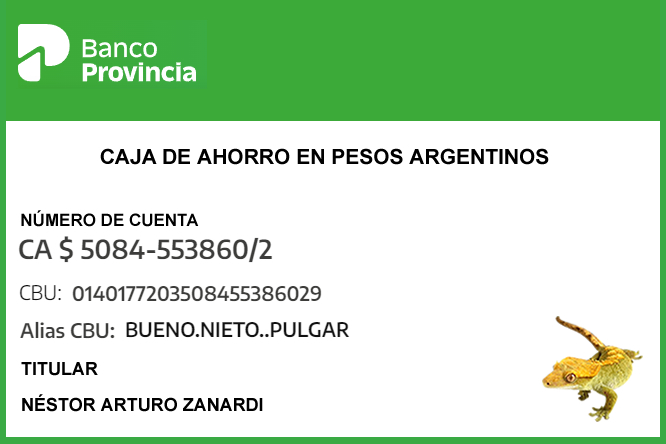 Banco
Provincia
CAJA DE AHORRO EN PESOS ARGENTINOS
NÚMERO DE CUENTA
CA $ 5084-553860/2
CBU: 0140177203508455386029
Alias CBU: BUENO.NIETO..PULGAR
TITULAR
NÉSTOR ARTURO ZANARDI